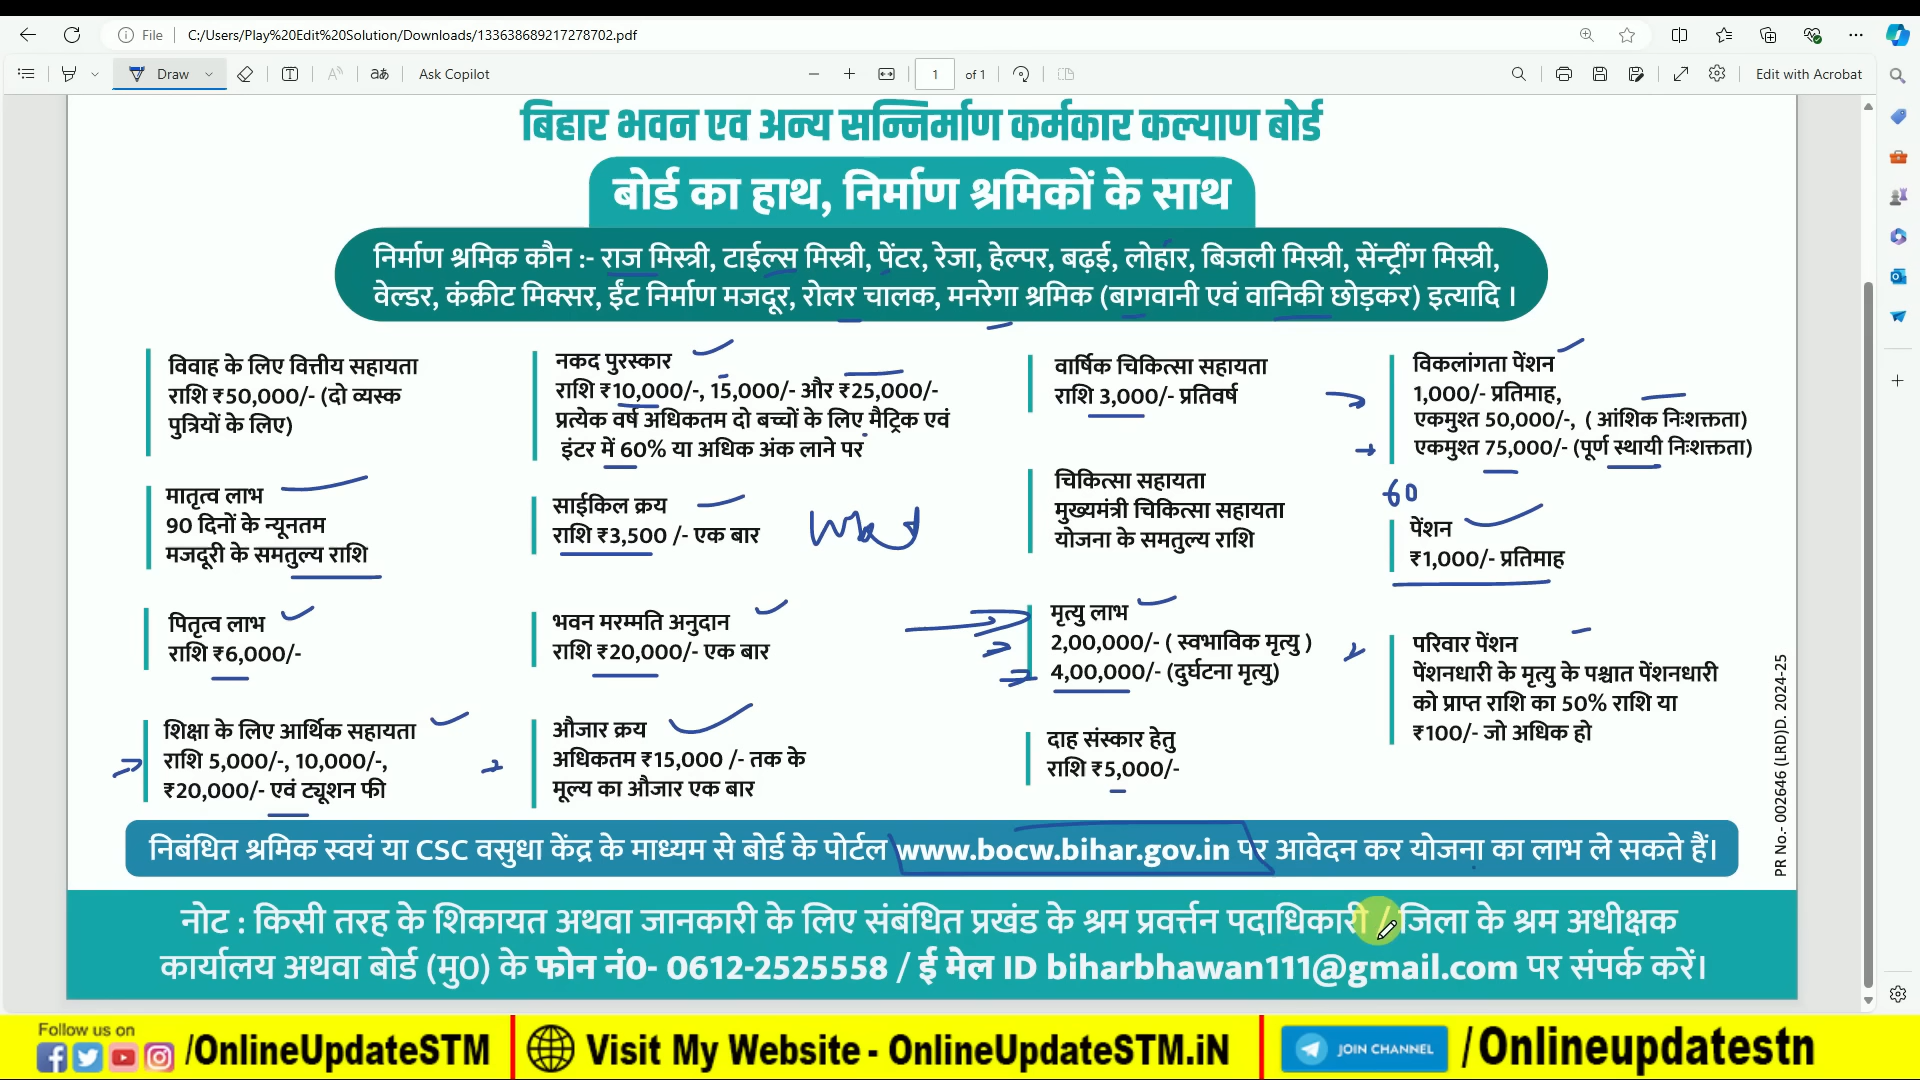 File
C:/Users/Play%20Edit%20Solution/Downloads/133638689217278702.pdf
Draw
aあ
Ask Copilot
1 of 1
Edit with Acrobat
बिहार भवन एव अन्य सन्निर्माण कर्मकार कल्याण बोर्ड
बोर्ड का हाथ, निर्माण श्रमिकों के साथ
निर्माण श्रमिक कौन :- राज मिस्त्री, टाईल्स मिस्त्री, पेंटर, रेजा, हेल्पर, बढ़ई, लोहार, बिजली मिस्त्री, सेंन्ट्रींग मिस्त्री,
वेल्डर, कंक्रीट मिक्सर, ईंट निर्माण मजदूर, रोलर चालक, मनरेगा श्रमिक (बागवानी एवं वानिकी छोड़कर) इत्यादि ।
विवाह के लिए वित्तीय सहायता
राशि ₹50,000/- (दो व्यस्क
पुत्रियों के लिए)
मातृत्व लाभ
90 दिनों के न्यूनतम
मजदूरी के समतुल्य राशि
पितृत्व लाभ
राशि ₹6,000/-
शिक्षा के लिए आर्थिक सहायता
राशि 5,000/-, 10,000/-,
₹20,000/- एवं ट्यूशन फी
नकद पुरस्कार
राशि ₹10,000/-, 15,000/- और ₹25,000/-
प्रत्येक वर्ष अधिकतम दो बच्चों के लिए मैट्रिक एवं
इंटर में 60% या अधिक अंक लाने पर
साईकिल क्रय
राशि ₹3,500 /- एक बार
भवन मरम्मति अनुदान
राशि ₹20,000/- एक बार
औजार क्रय
अधिकतम ₹15,000 /- तक के
मूल्य का औजार एक बार
वार्षिक चिकित्सा सहायता
राशि 3,000/- प्रतिवर्ष
चिकित्सा सहायता
मुख्यमंत्री चिकित्सा सहायता
योजना के समतुल्य राशि
मृत्यु लाभ
2,00,000/- ( स्वभाविक मृत्यु )
4,00,000/- (दुर्घटना मृत्यु)
दाह संस्कार हेतु
राशि ₹5,000/-
विकलांगता पेंशन
1,000/- प्रतिमाह,
एकमुश्त 50,000/-, ( आंशिक निःशक्तता)
एकमुश्त 75,000/- (पूर्ण स्थायी निःशक्तता)
60
पेंशन
₹1,000/- प्रतिमाह
परिवार पेंशन
पेंशनधारी के मृत्यु के पश्चात पेंशनधारी
को प्राप्त राशि का 50% राशि या
₹100/- जो अधिक हो
PR No.- 002646 (LRD)D. 2024-25
निबंधित श्रमिक स्वयं या CSC वसुधा केंद्र के माध्यम से बोर्ड के पोर्टल www.bocw.bihar.gov.in पर आवेदन कर योजना का लाभ ले सकते हैं।
नोट : किसी तरह के शिकायत अथवा जानकारी के लिए संबंधित प्रखंड के श्रम प्रवर्त्तन पदाधिकारी / जिला के श्रम अधीक्षक
कार्यालय अथवा बोर्ड (मु0) के फोन नं0- 0612-2525558 / ई मेल ID biharbhawan111@gmail.com पर संपर्क करें।
Follow us on
/OnlineUpdateSTM
Visit My Website - OnlineUpdateSTM.iN
JOIN CHANNEL
/Onlineupdatestn